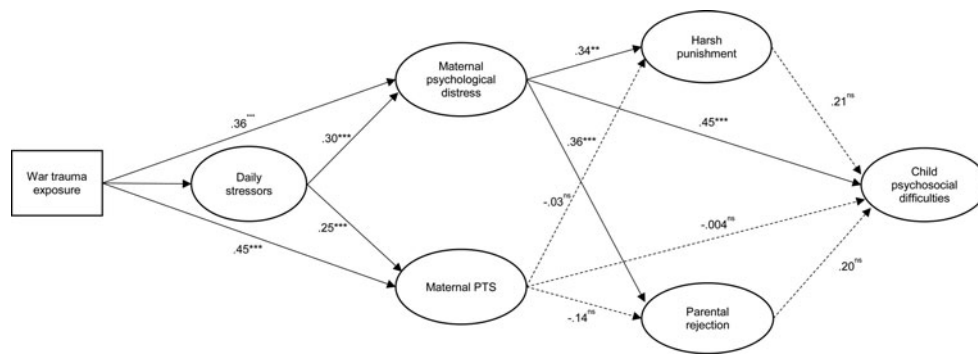 Harsh
punishment
.34**
Maternal
psychological
distress
.21ns
.36***
.45***
.30***
.36***
War trauma
exposure
Daily
stressors
Child
psychosocial
difficulties
-.03ns
-.004ns
.25***
.45***
.20ns
Maternal PTS
Parental
rejection
-.14ns